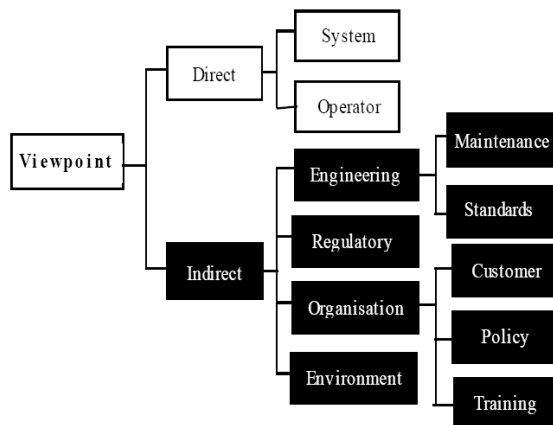 System
Direct
Operator
Viewpoint
Maintenance
Engineering
Standards
Regulatory
Indirect
Customer
Organisation
Policy
Environment
Training